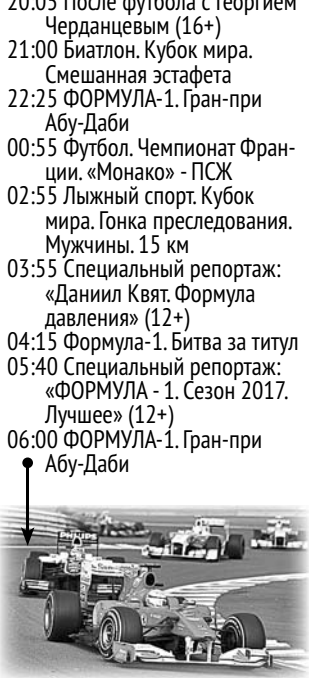 20:05 После футбола с Георгием
Черданцевым (16+)
21:00 Биатлон. Кубок мира.
Смешанная эстафета
22:25 ФОРМУЛА-1. Гран-при
Абу-Даби
00:55 Футбол. Чемпионат Фран-
ции. «Монако» - ПСЖ
02:55 Лыжный спорт. Кубок
мира. Гонка преследования.
Мужчины. 15 км
03:55 Специальный репортаж:
«Даниил Квят. Формула
давления» (12+)
04:15 Формула-1. Битва за титул
05:40 Специальный репортаж:
«ФОРМУЛА - 1. Сезон 2017.
Лучшее» (12+)
06:00 ФОРМУЛА-1. Гран-при
Абу-Даби
PHILIPS